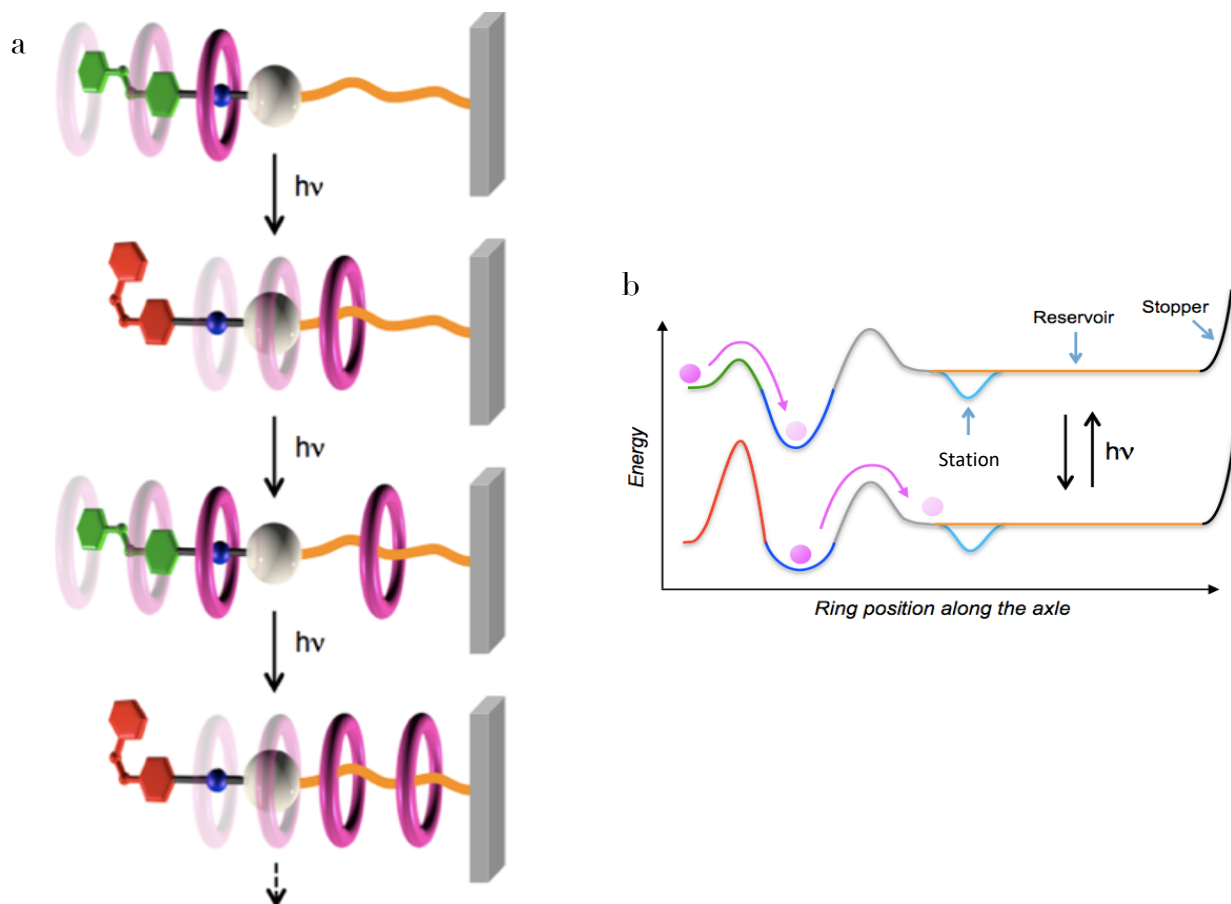 a
hν
hν
hν
b
Reservoir
Stopper
Station
hν
Energy
Ring position along the axle